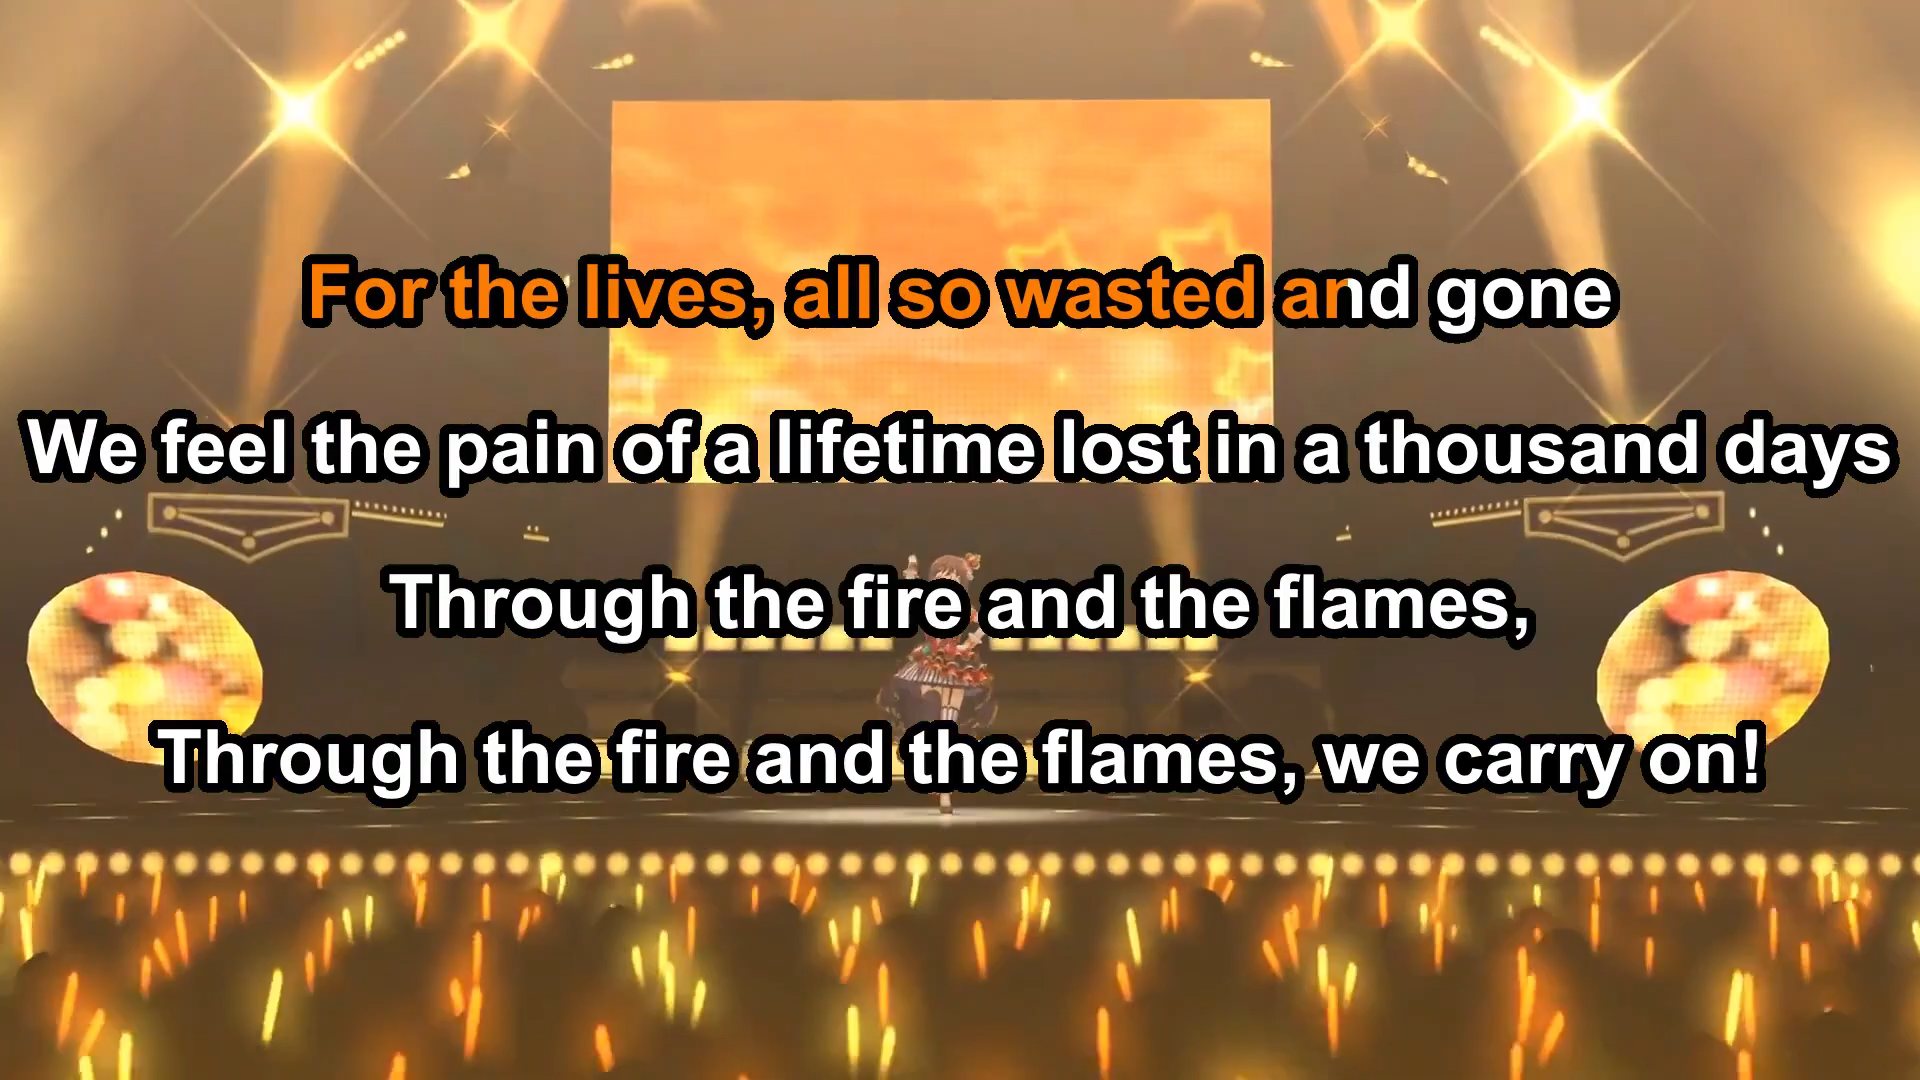 For the lives, all so wasted and gone
We feel the pain of a lifetime lost in a thousand days
Through the fire and the flames,
Through the fire and the flames, we carry on!